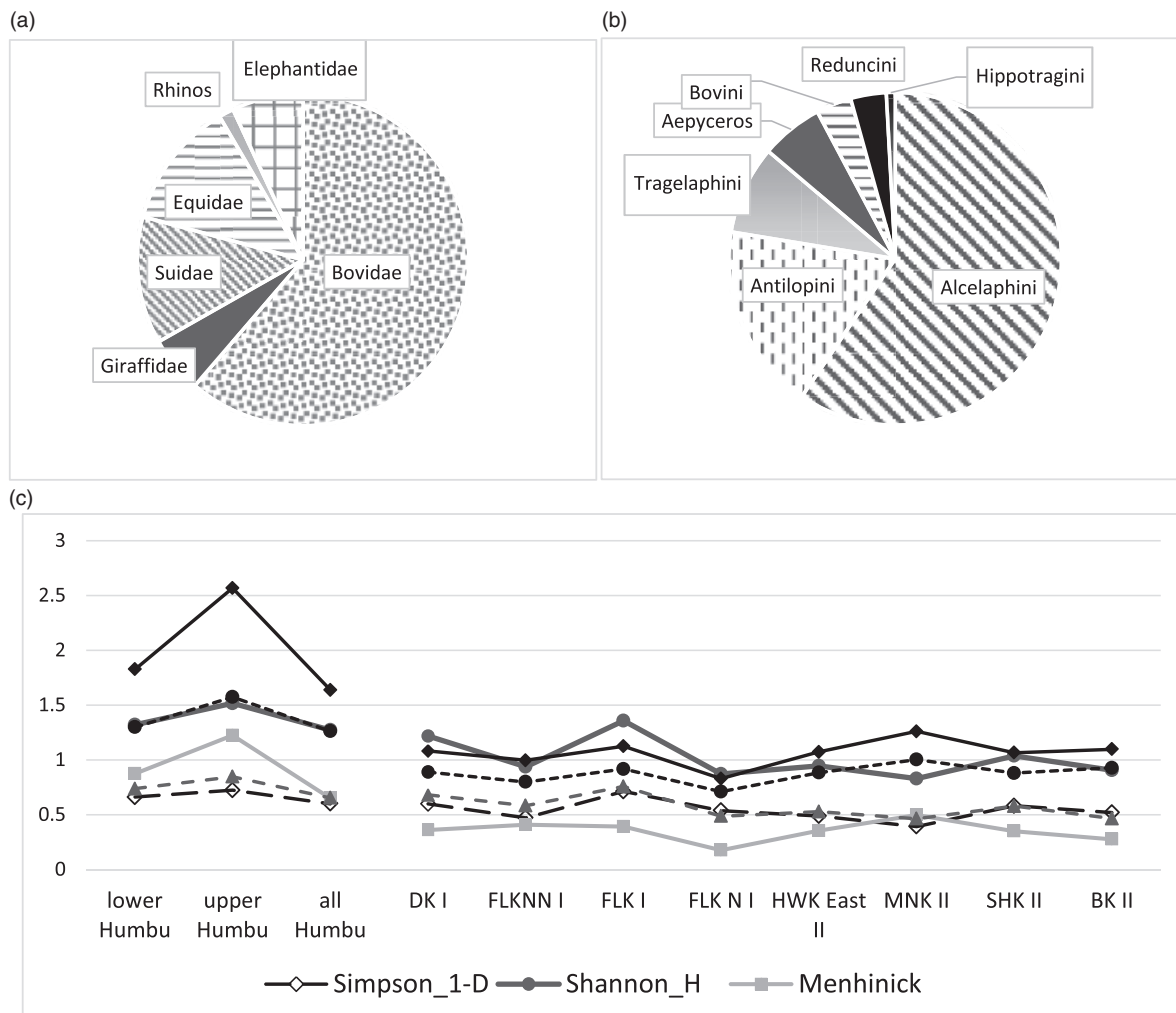 (a)
Elephantidae
Rhinos
Equidae
Suidae
Bovidae
Giraffidae
(b)
Reduncini
Hippotragini
Bovini
Aepyceros
Tragelaphini
Antilopini
Alcelaphini
(c)
3
2.5
2
1.5
1
0.5
0
lower
Humbu
upper
Humbu
all
Humbu
DK I
FLKNN I
FLK I
FLK N I
HWK East
II
MNK II
SHK II
BK II
Simpson_1-D
Shannon_H
Menhinick